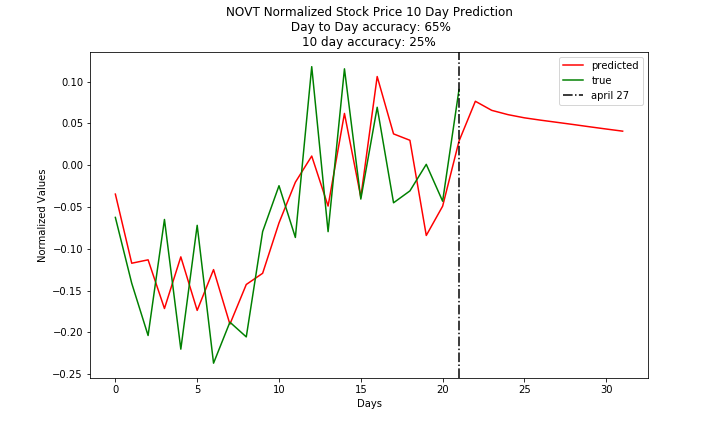 NOVT Normalized Stock Price 10 Day Prediction
Day to Day accuracy: 65%
10 day accuracy: 25%
predicted
true
april 27
Normalized Values
0.10
0.05
0.00
−0.05
−0.10
−0.15
−0.20
−0.25
0 5 10 15 20 25 30
Days